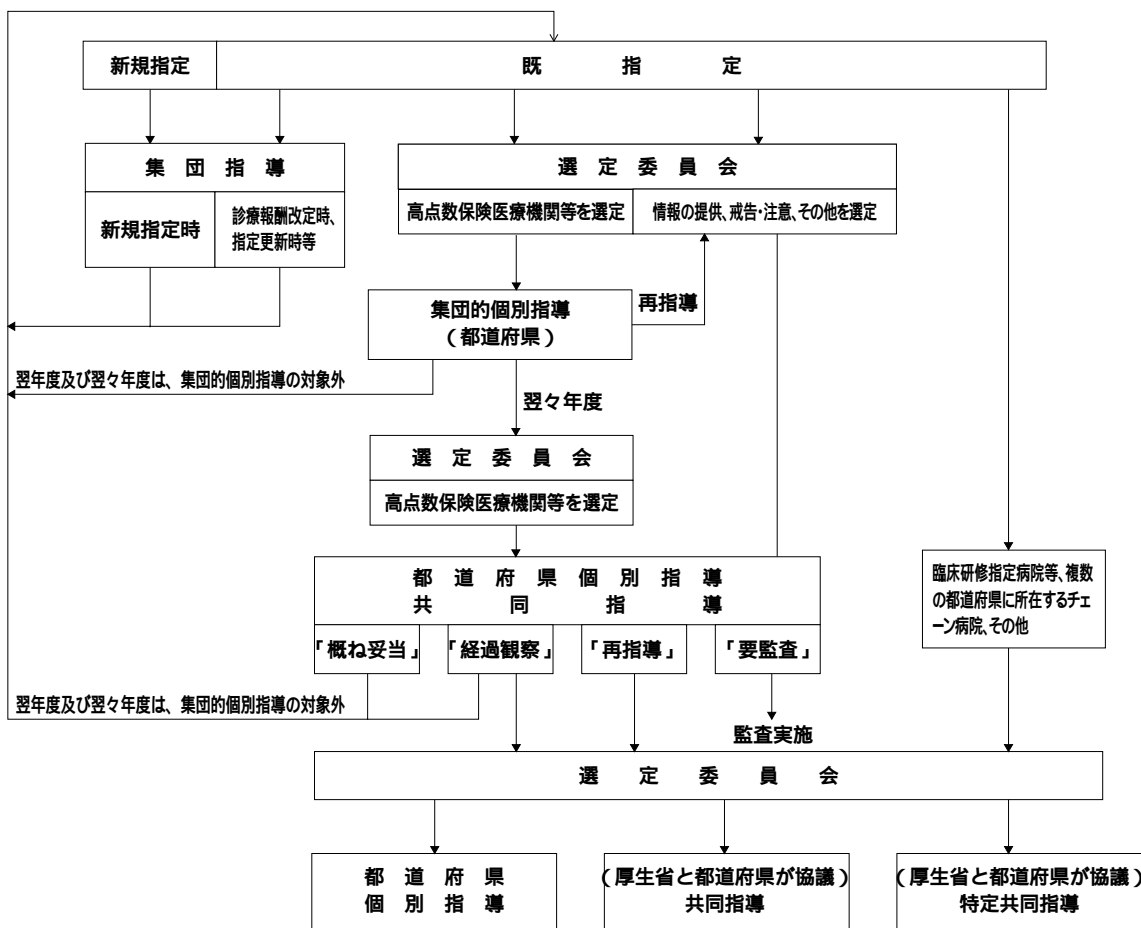 新規指定
既指定
集団指導
新規指定時
診療報酬改定時、
指定更新時等
選定委員会
高点数保険医療機関等を選定
情報の提供、戒告・注意、その他を選定
集団的個別指導
(都道府県)
再指導
翌年度及び翌々年度は、集団的個別指導の対象外
翌々年度
選定委員会
高点数保険医療機関等を選定
都道府県個別指導
共同指導
「概ね妥当」
「経過観察」
「再指導」
「要監査」
臨床研修指定病院等、複数
の都道府県に所在するチェ
ーン病院、その他
翌年度及び翌々年度は、集団的個別指導の対象外
監査実施
選定委員会
都道府県
個別指導
(厚生省と都道府県が協議)
共同指導
(厚生省と都道府県が協議)
特定共同指導